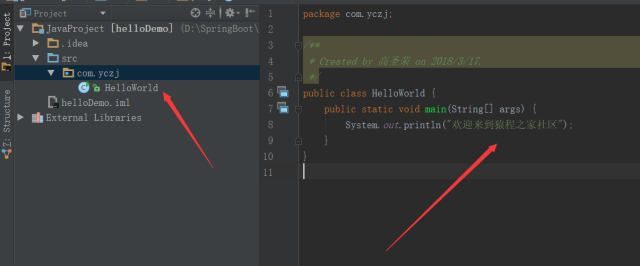 1: Project
Z: Structure
Project
JavaProject [helloDemo] (D:\SpringBoot\
.idea
src
com.yczj
HelloWorld
helloDemo.iml
External Libraries
1 package com.yczj;
2
3 /**
4 * Created by 高多荣 on 2018/3/17.
5 */
6 public class HelloWorld {
7 public static void main(String[] args) {
8 System.out.println("欢迎来到猿程之家社区");
9 }
10 }
11